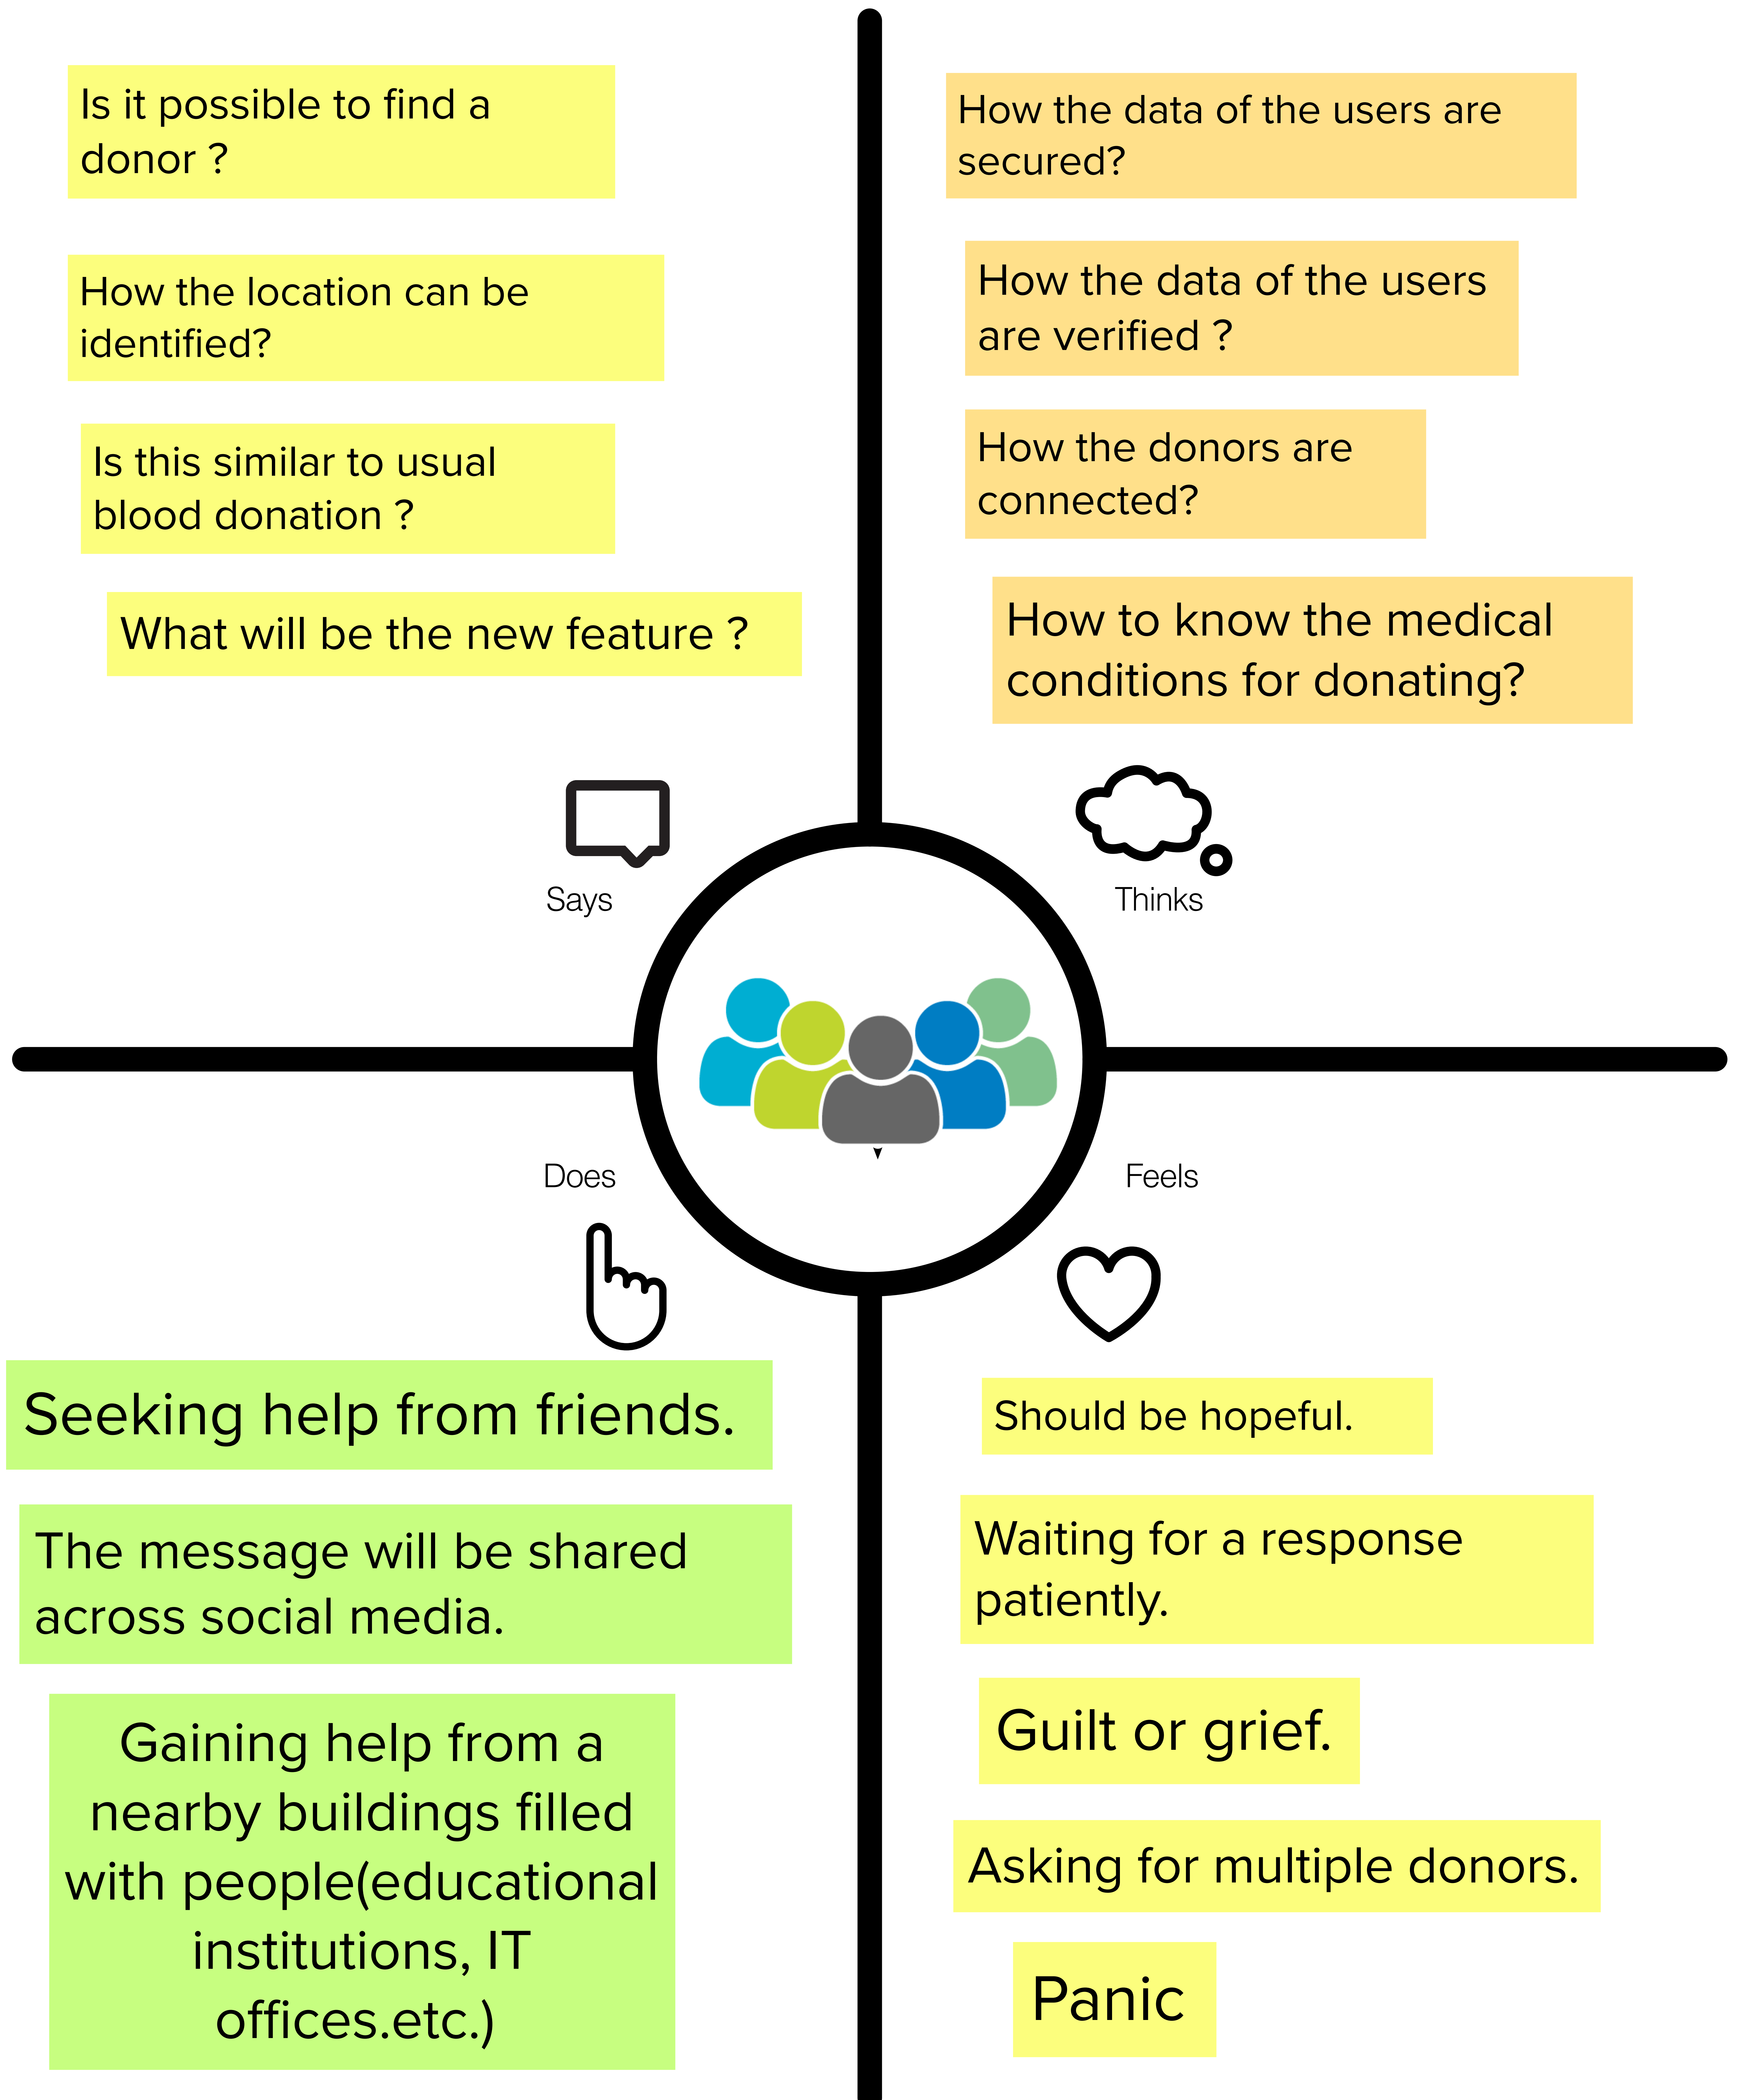 Is it possible to find a
donor ?
How the location can be
identified?
Is this similar to usual
blood donation ?
What will be the new feature ?
Says
How the data of the users are
secured?
How the data of the users
are verified ?
How the donors are
connected?
How to know the medical
conditions for donating?
Thinks
Does
Seeking help from friends.
The message will be shared
across social media.
Gaining help from a
nearby buildings filled
with people(educational
institutions, IT
offices.etc.)
Feels
Should be hopeful.
Waiting for a response
patiently.
Guilt or grief.
Asking for multiple donors.
Panic